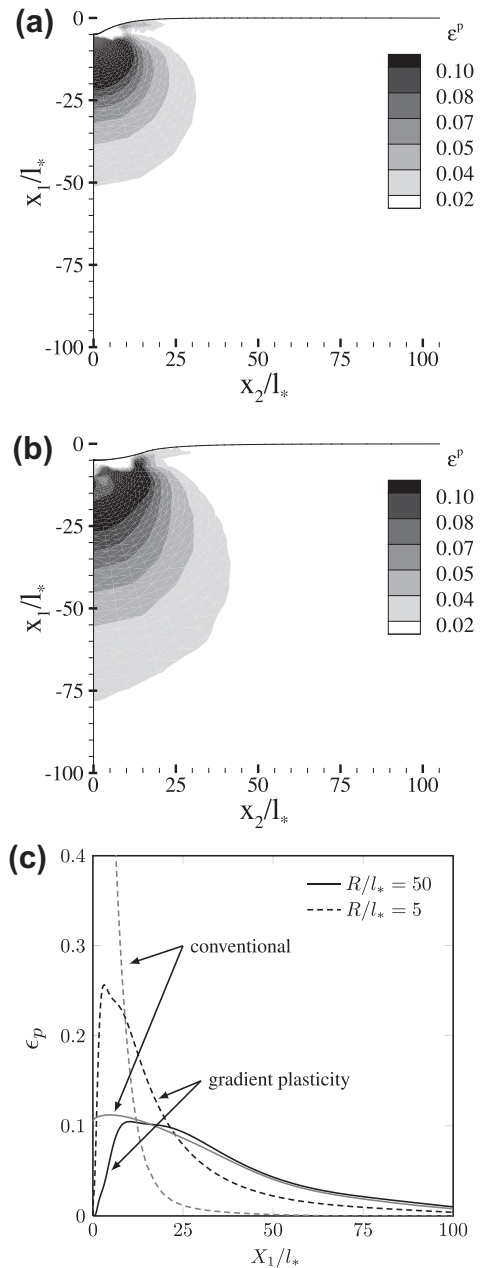 (a)
0
-25
-50
-75
-100
x₁/l*
0 25 50 75 100
x₂/l*
εᵖ
0.10
0.08
0.07
0.05
0.04
0.02
(b)
0
-25
-50
-75
-100
x₁/l*
0 25 50 75 100
x₂/l*
εᵖ
0.10
0.08
0.07
0.05
0.04
0.02
(c)
0.4
0.3
0.2
0.1
0
ϵₚ
R/l* = 50
R/l* = 5
conventional
gradient plasticity
0 25 50 75 100
X₁/l*